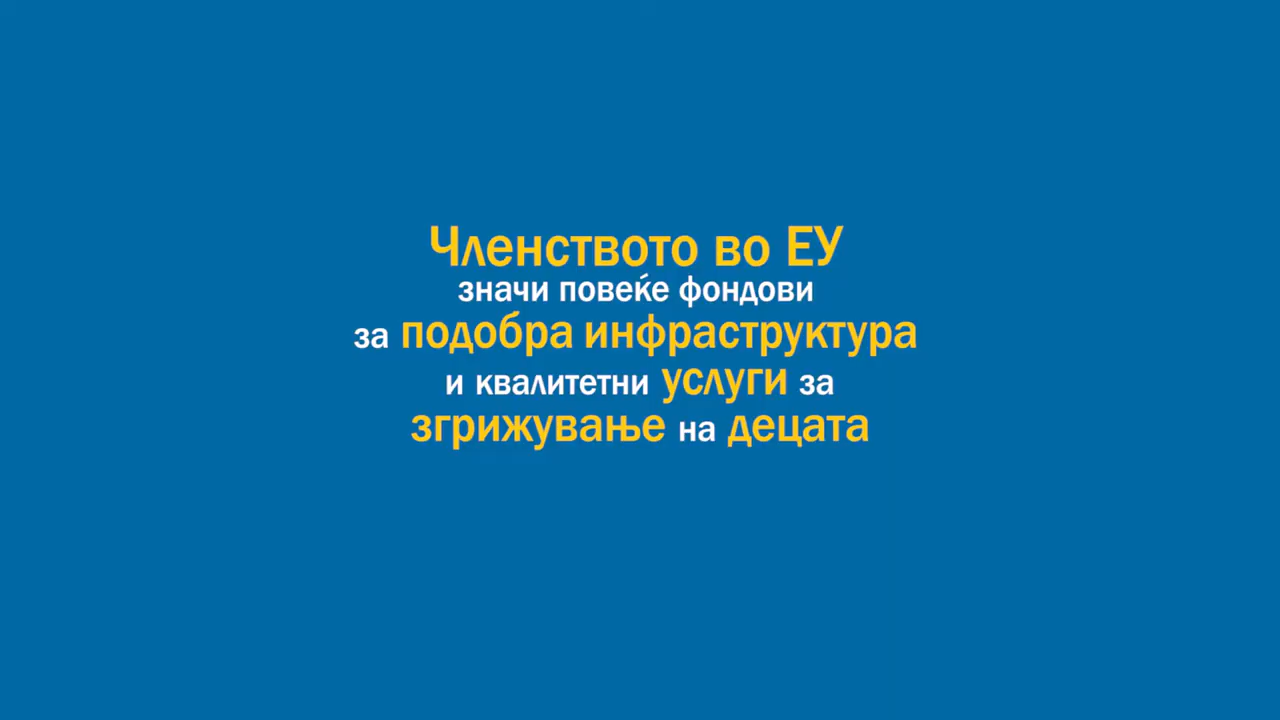 Членството во ЕУ
значи повеќе фондови
за подобра инфраструктура
и квалитетни услуги за
згрижување на децата